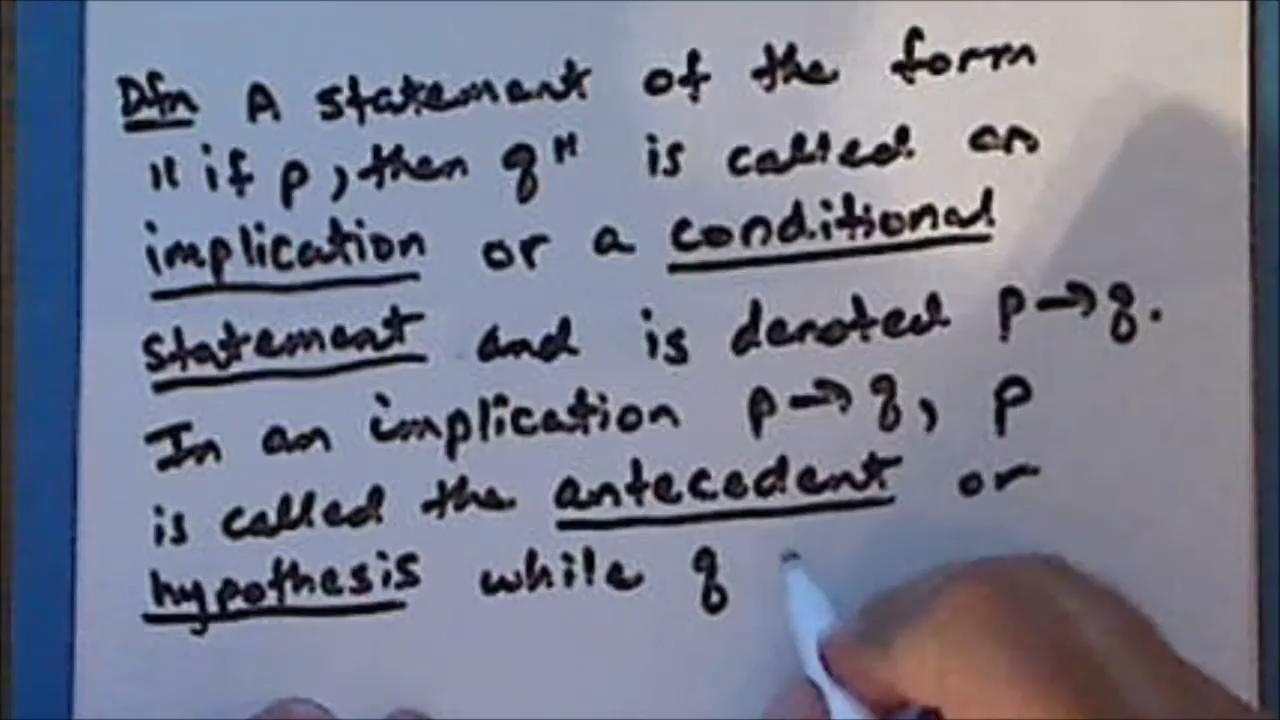 Dfn A statement of the form
"if p, then q" is called an
implication or a conditional
statement and is denoted p→q.
In an implication p→q, p
is called the antecedent or
hypothesis while q